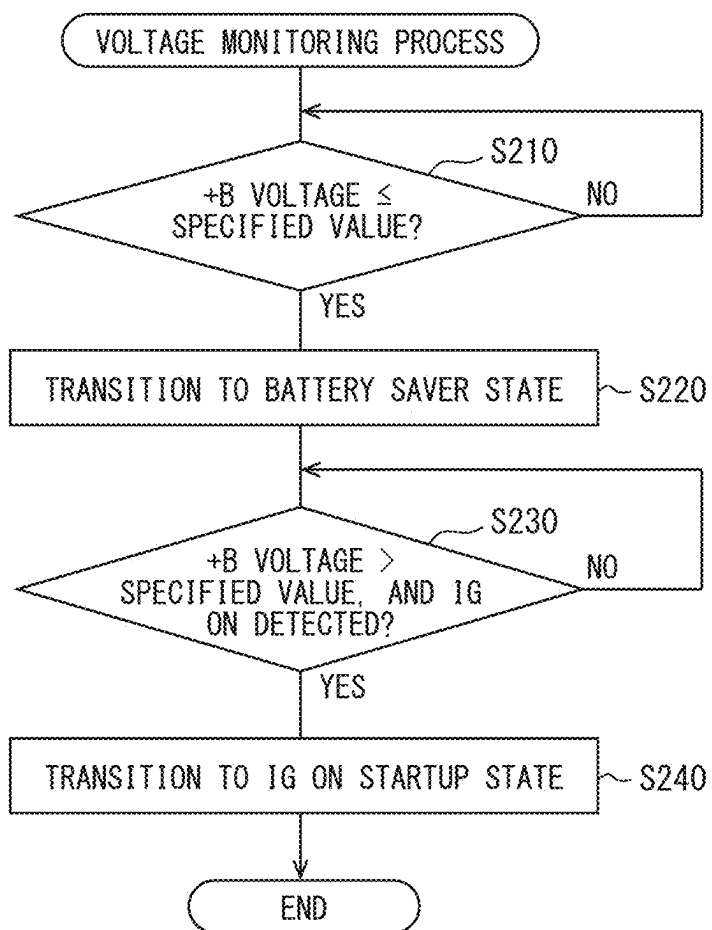 VOLTAGE MONITORING PROCESS
S210
+B VOLTAGE ≤
SPECIFIED VALUE?
NO
YES
TRANSITION TO BATTERY SAVER STATE
S220
S230
+B VOLTAGE >
SPECIFIED VALUE, AND IG
ON DETECTED?
NO
YES
TRANSITION TO IG ON STARTUP STATE
S240
END